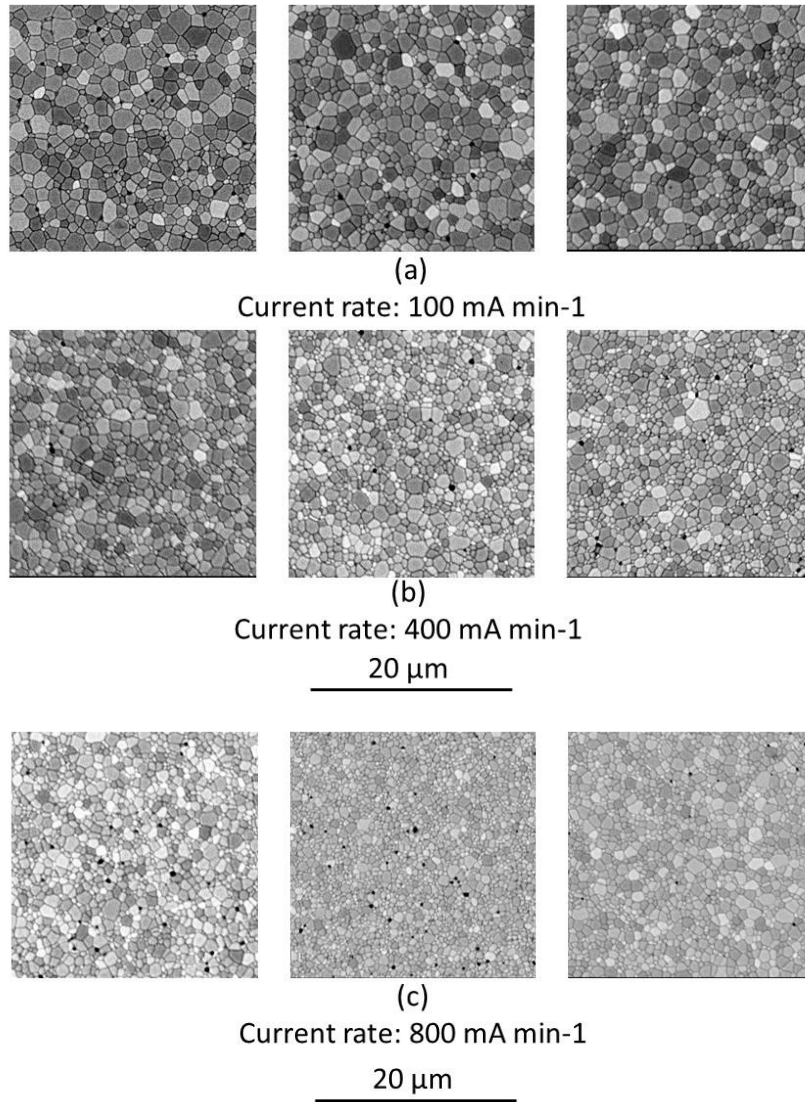 (a)
Current rate: 100 mA min-1
(b)
Current rate: 400 mA min-1
20 µm
(c)
Current rate: 800 mA min-1
20 µm